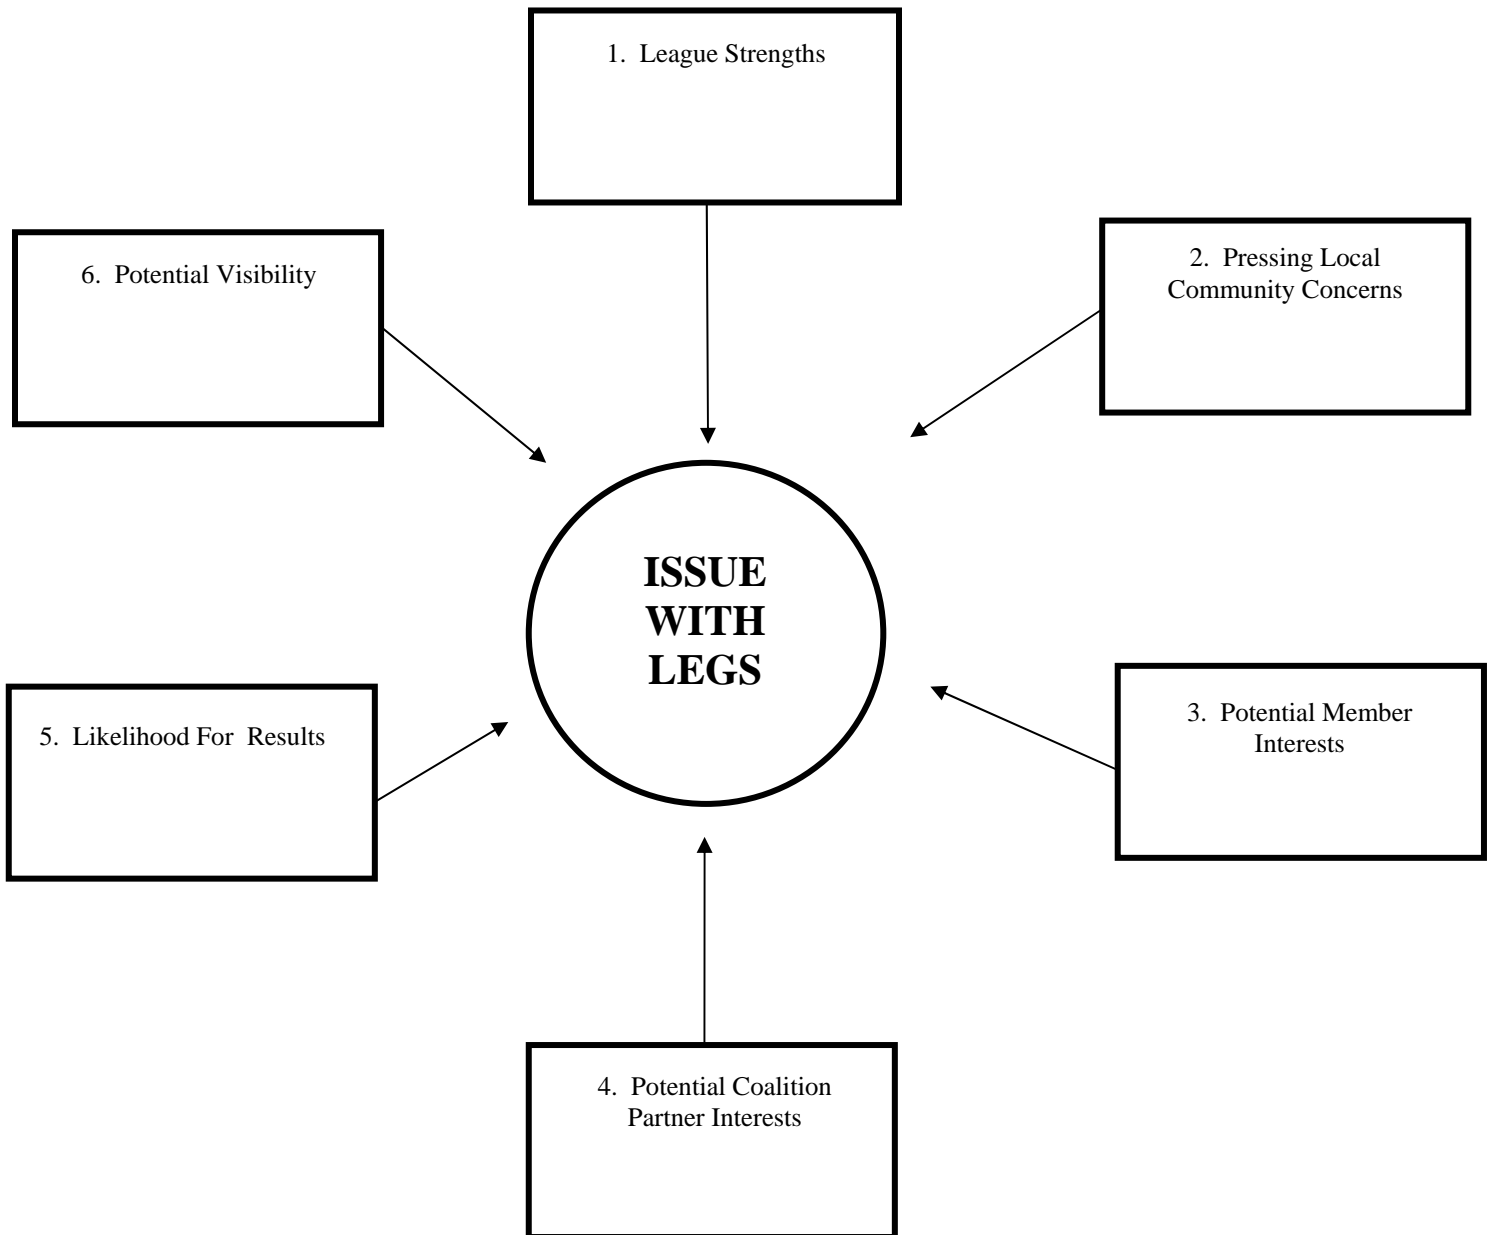 1. League Strengths
2. Pressing Local
Community Concerns
3. Potential Member
Interests
4. Potential Coalition
Partner Interests
5. Likelihood For Results
6. Potential Visibility
ISSUE
WITH
LEGS